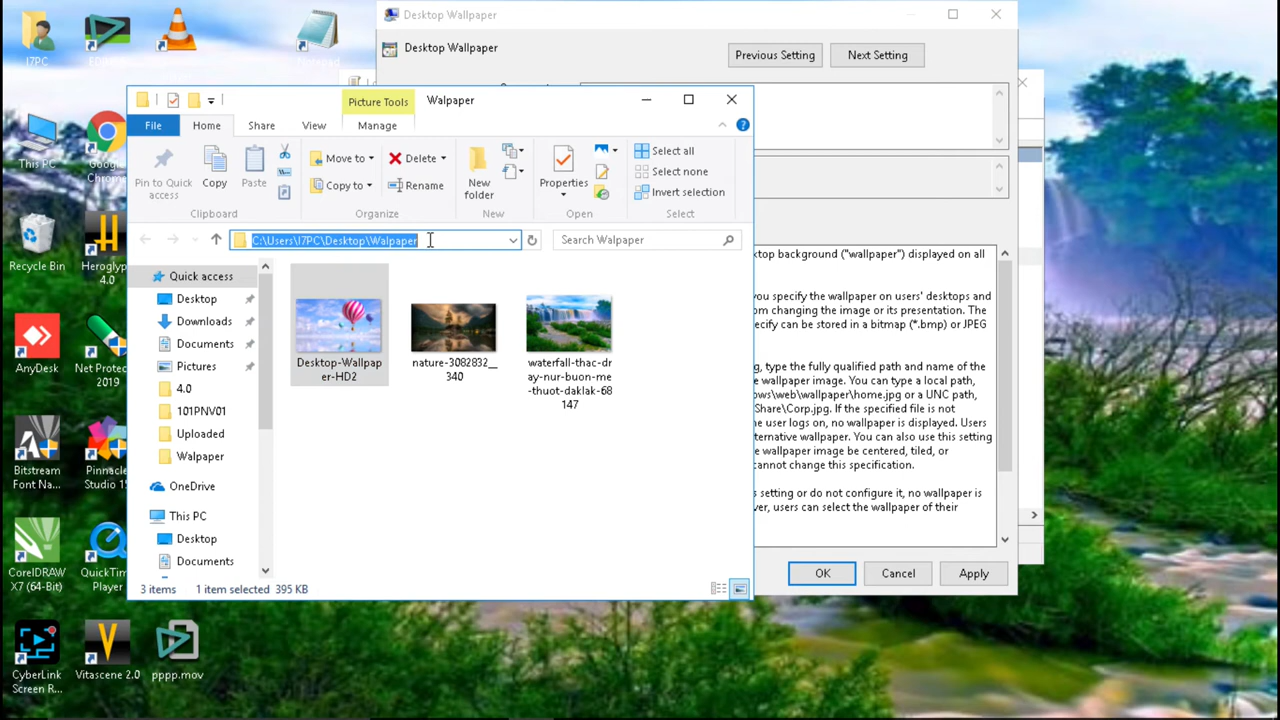 I7PC
Notepad
This PC
Google
Chrome
Recycle Bin
Heroglyp
4.0
AnyDesk
Net Protec
2019
Bitstream
Font Na...
Pinnacle
Studio 15
CorelDRAW
X7 (64-Bit)
QuickTime
Player
CyberLink
Screen R...
Vitascene 2.0
pppp.mov
Desktop Wallpaper
Desktop Wallpaper
Previous Setting
Next Setting
Picture Tools
Walpaper
File
Home
Share
View
Manage
Pin to Quick
access
Copy
Paste
Move to
Copy to
Delete
Rename
New
folder
Properties
Select all
Select none
Invert selection
Clipboard
Organize
New
Open
Select
C:\Users\I7PC\Desktop\Walpaper
Search Walpaper
Quick access
Desktop
Downloads
Documents
Pictures
4.0
101PNV01
Uploaded
Walpaper
OneDrive
This PC
Desktop
Documents
Desktop-Wallpap
er-HD2
nature-3082832__
340
waterfall-thac-dr
ay-nur-buon-me
-thuot-daklak-68
147
3 items
1 item selected 395 KB
ktop background ("wallpaper") displayed on all
you specify the wallpaper on users' desktops and
om changing the image or its presentation. The
ecify can be stored in a bitmap (*.bmp) or JPEG
g, type the fully qualified path and name of the
e wallpaper image. You can type a local path,
ows\web\wallpaper\home.jpg or a UNC path,
Share\Corp.jpg. If the specified file is not
he user logs on, no wallpaper is displayed. Users
ternative wallpaper. You can also use this setting
e wallpaper image be centered, tiled, or
cannot change this specification.
s setting or do not configure it, no wallpaper is
ver, users can select the wallpaper of their
OK
Cancel
Apply